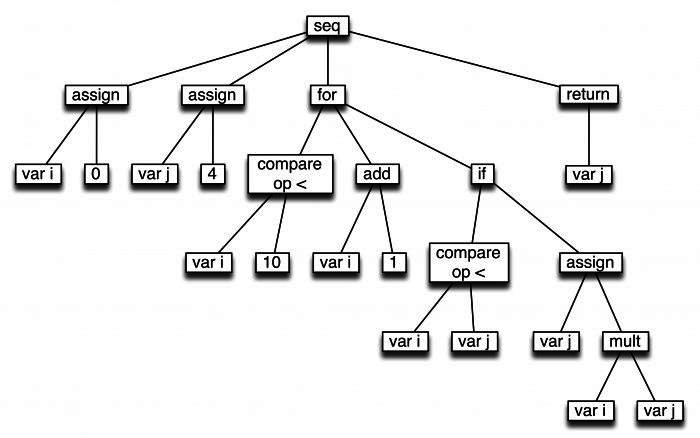 seq
assign
assign
for
return
var i
0
var j
4
compare
op <
add
if
var j
var i
10
var i
1
compare
op <
assign
var i
var j
var j
mult
var i
var j